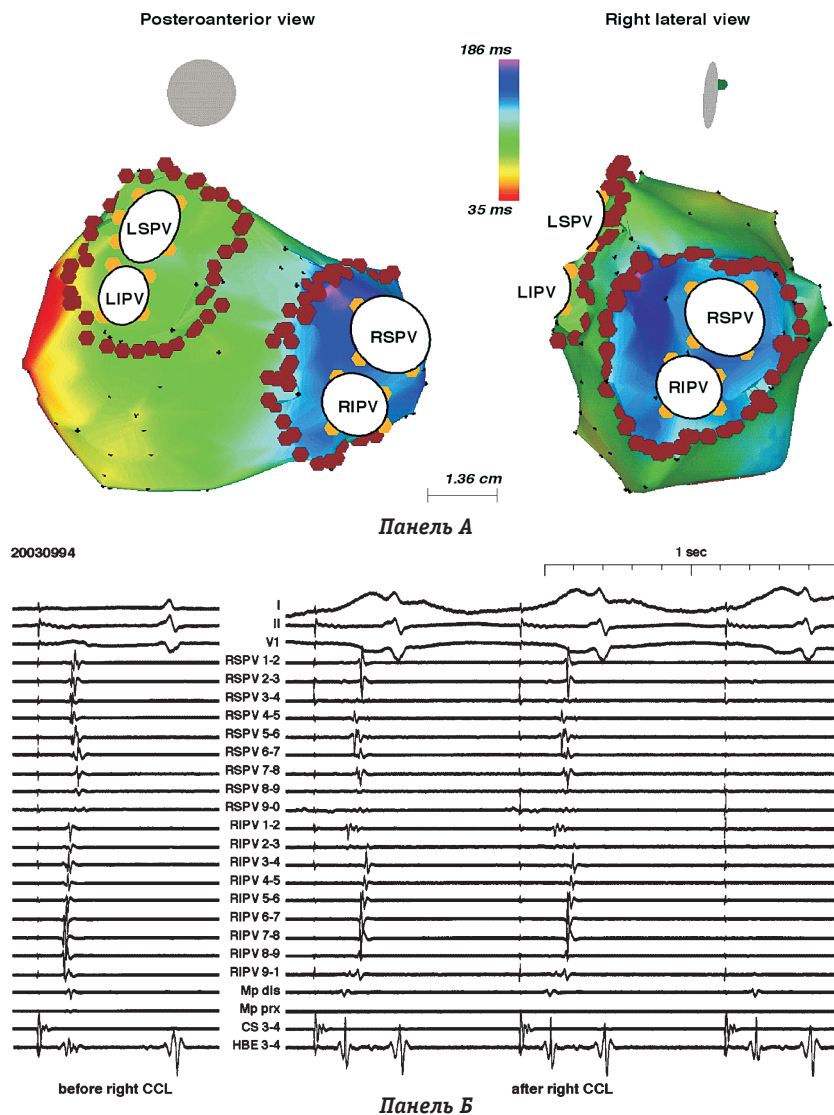 Posteroanterior view
Right lateral view
186 ms
35 ms
LSPV
LIPV
RSPV
RIPV
LSPV
LIPV
RSPV
RIPV
1.36 cm
Панель А
20030994
1 sec
I
II
V1
RSPV 1-2
RSPV 2-3
RSPV 3-4
RSPV 4-5
RSPV 5-6
RSPV 6-7
RSPV 7-8
RSPV 8-9
RSPV 9-0
RIPV 1-2
RIPV 2-3
RIPV 3-4
RIPV 4-5
RIPV 5-6
RIPV 6-7
RIPV 7-8
RIPV 8-9
RIPV 9-1
Mp dis
Mp prx
CS 3-4
HBE 3-4
before right CCL
after right CCL
Панель Б